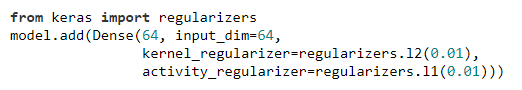 from keras import regularizers
model.add(Dense(64, input_dim=64,
                kernel_regularizer=regularizers.l2(0.01),
                activity_regularizer=regularizers.l1(0.01)))